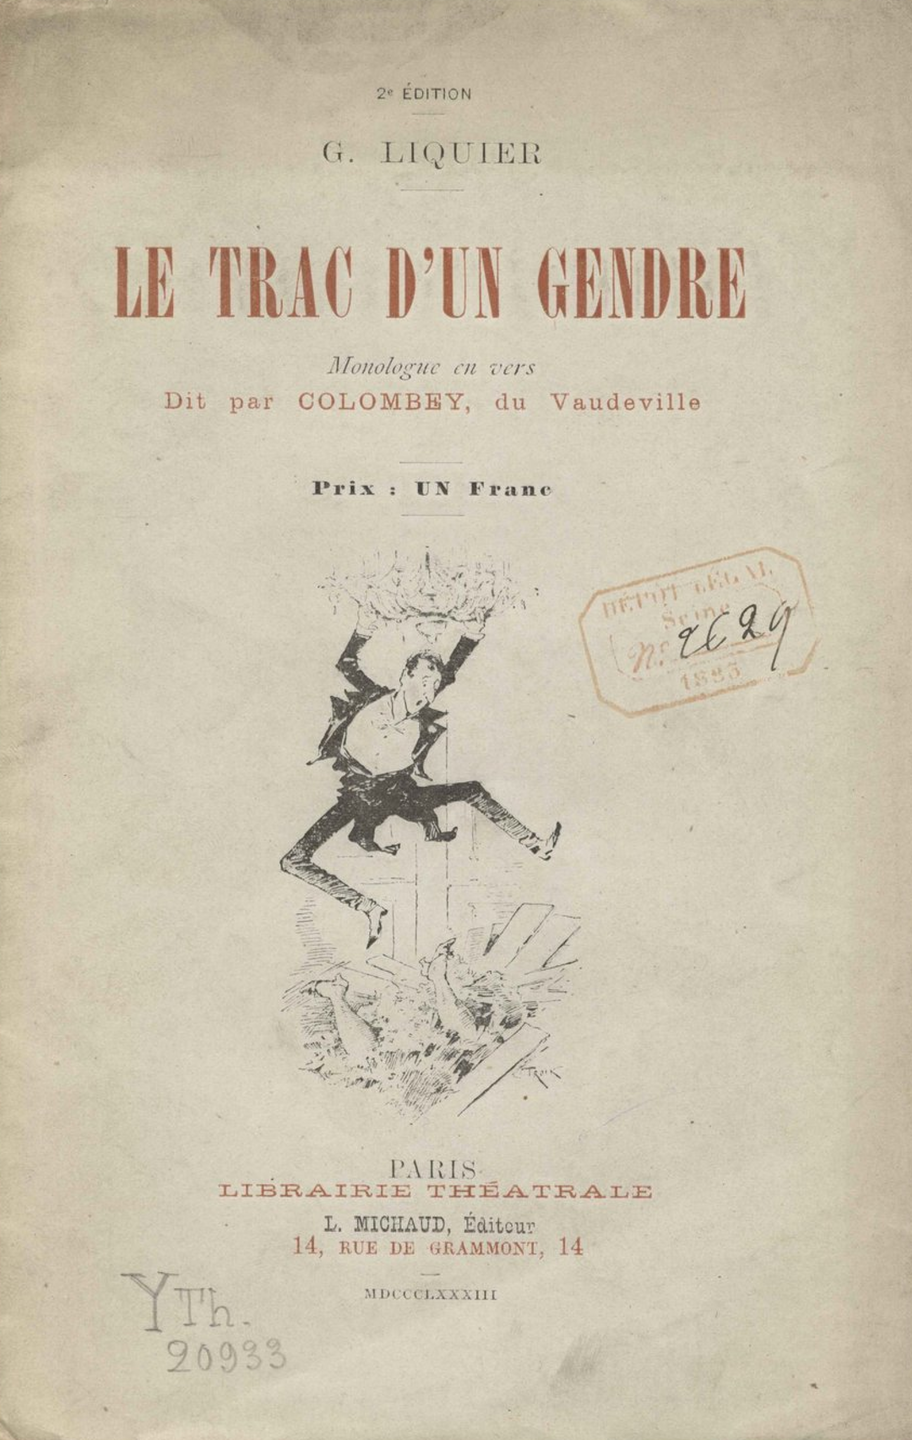 2e ÉDITION
G. LIQUIER
LE TRAC D'UN GENDRE
Monologue en vers
Dit par COLOMBEY, du Vaudeville
Prix : UN Franc
DÉPÔT LÉGAL
Seine
No 2629
1883
PARIS
LIBRAIRIE THÉATRALE
L. MICHAUD, Éditeur
14, RUE DE GRAMMONT, 14
MDCCCLXXXIII
YTh.
20933